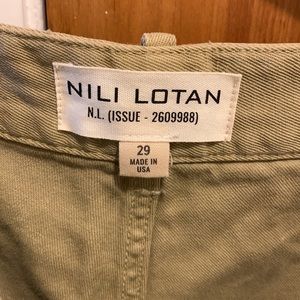 NILI LOTAN
N.L. (ISSUE - 2609988)
29
MADE IN
USA